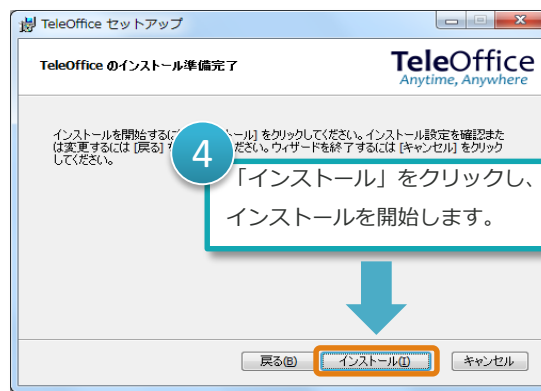 TeleOffice セットアップ
TeleOffice のインストール準備完了
TeleOffice
Anytime, Anywhere
インストールを開始するに ール] をクリックしてください。インストール設定を確認また
は変更するには [戻る] ださい。ウィザードを終了するには [キャンセル] をクリック
してください。
4
「インストール」をクリックし、
インストールを開始します。
戻る(B) インストール(I) キャンセル